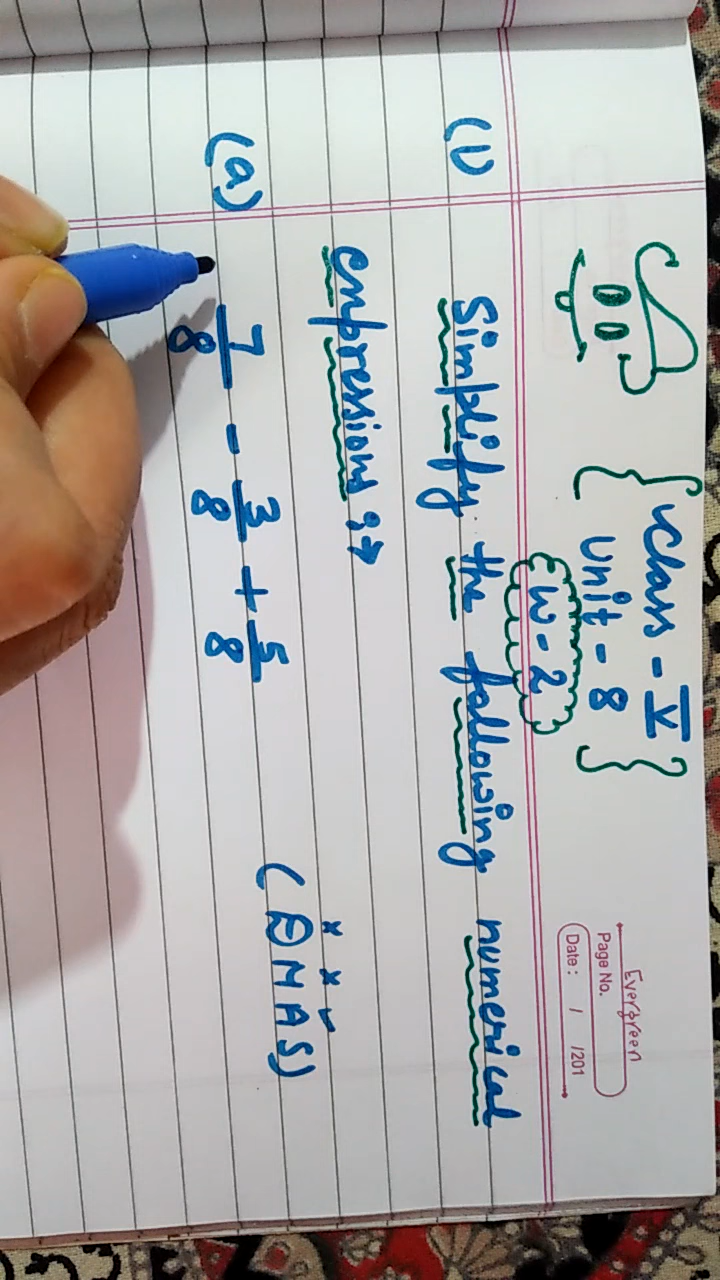 Evergreen
Page No.
Date : / /201
Class - V
Unit - 8
W - 2
(1) Simplify the following numerical
enpressions :→
(a) 7/8 - 3/8 + 5/8 (DMAS)